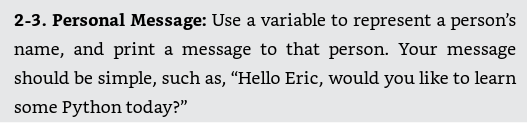 2-3. Personal Message: Use a variable to represent a person’s
name, and print a message to that person. Your message
should be simple, such as, “Hello Eric, would you like to learn
some Python today?”